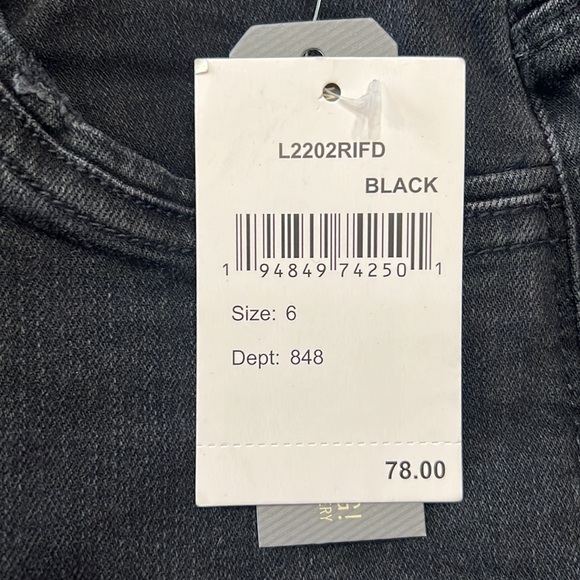 L2202RIFD
BLACK
1 94849 74250 1
Size: 6
Dept: 848
78.00